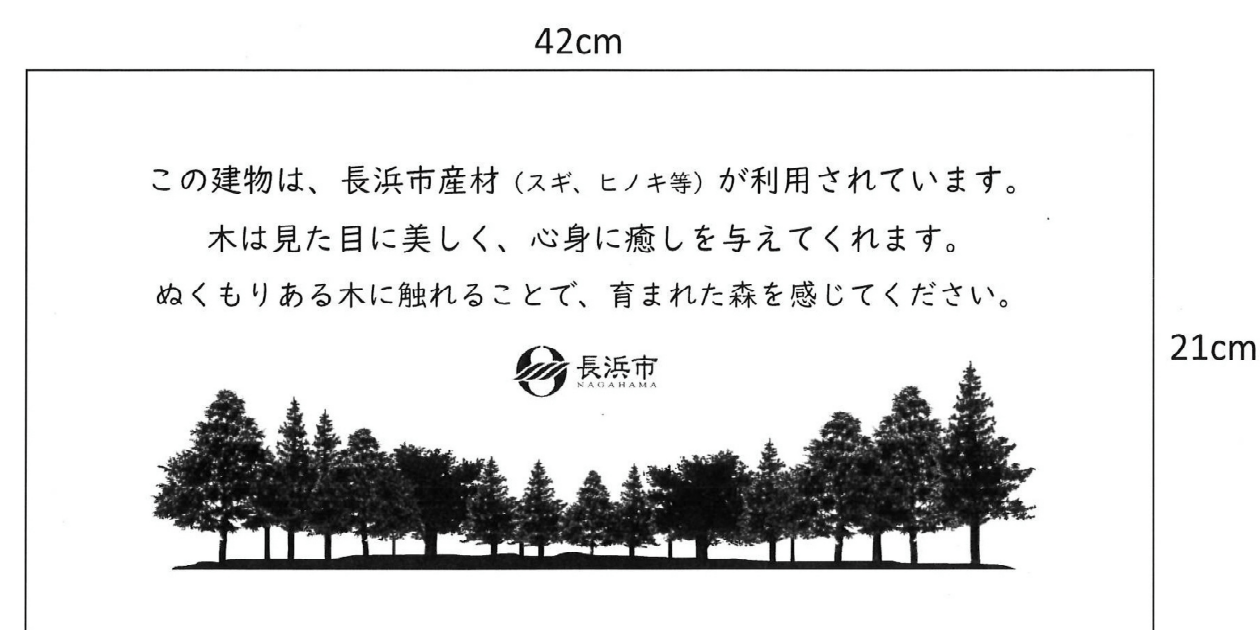 42cm
この建物は、長浜市産材（スギ、ヒノキ等）が利用されています。
木は見た目に美しく、心身に癒しを与えてくれます。
ぬくもりある木に触れることで、育まれた森を感じてください。
長浜市
NAGAHAMA
21cm